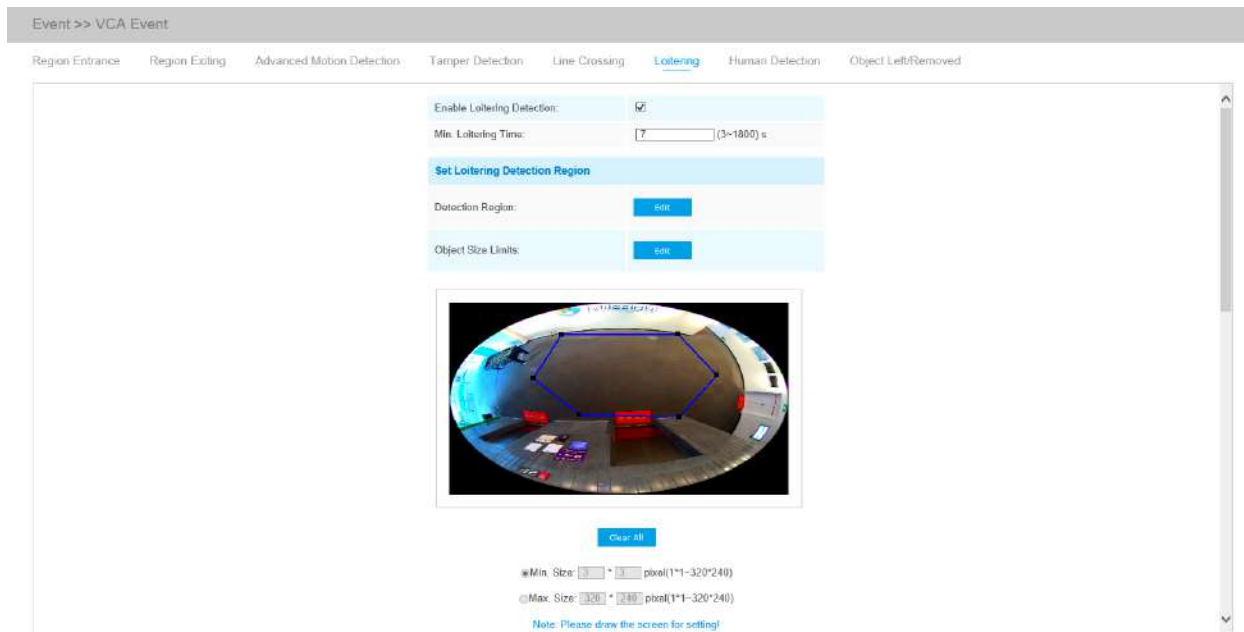 Event >> VCA Event
Region Entrance Region Exiting Advanced Motion Detection Tamper Detection Line Crossing Loitering Human Detection Object Left/Removed
Enable Loitering Detection:
Min. Loitering Time: 7 (3~1800) s
Set Loitering Detection Region
Detection Region: Edit
Object Size Limits: Edit
Clear All
Min. Size: 3 * 3 pixel(1*1~320*240)
Max. Size: 320 * 240 pixel(1*1~320*240)
Note: Please draw the screen for setting!